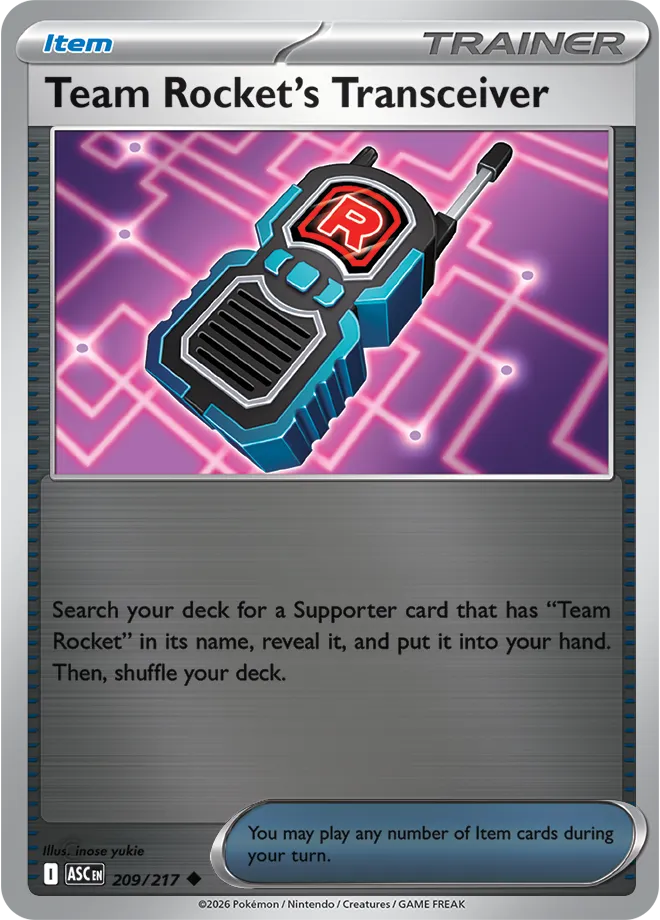 Item
TRAINER
Team Rocket's Transceiver
R
Search your deck for a Supporter card that has “Team
Rocket” in its name, reveal it, and put it into your hand.
Then, shuffle your deck.
You may play any number of Item cards during
your turn.
Illus. inose yukie
I ASC EN 209/217
©2026 Pokémon / Nintendo / Creatures / GAME FREAK